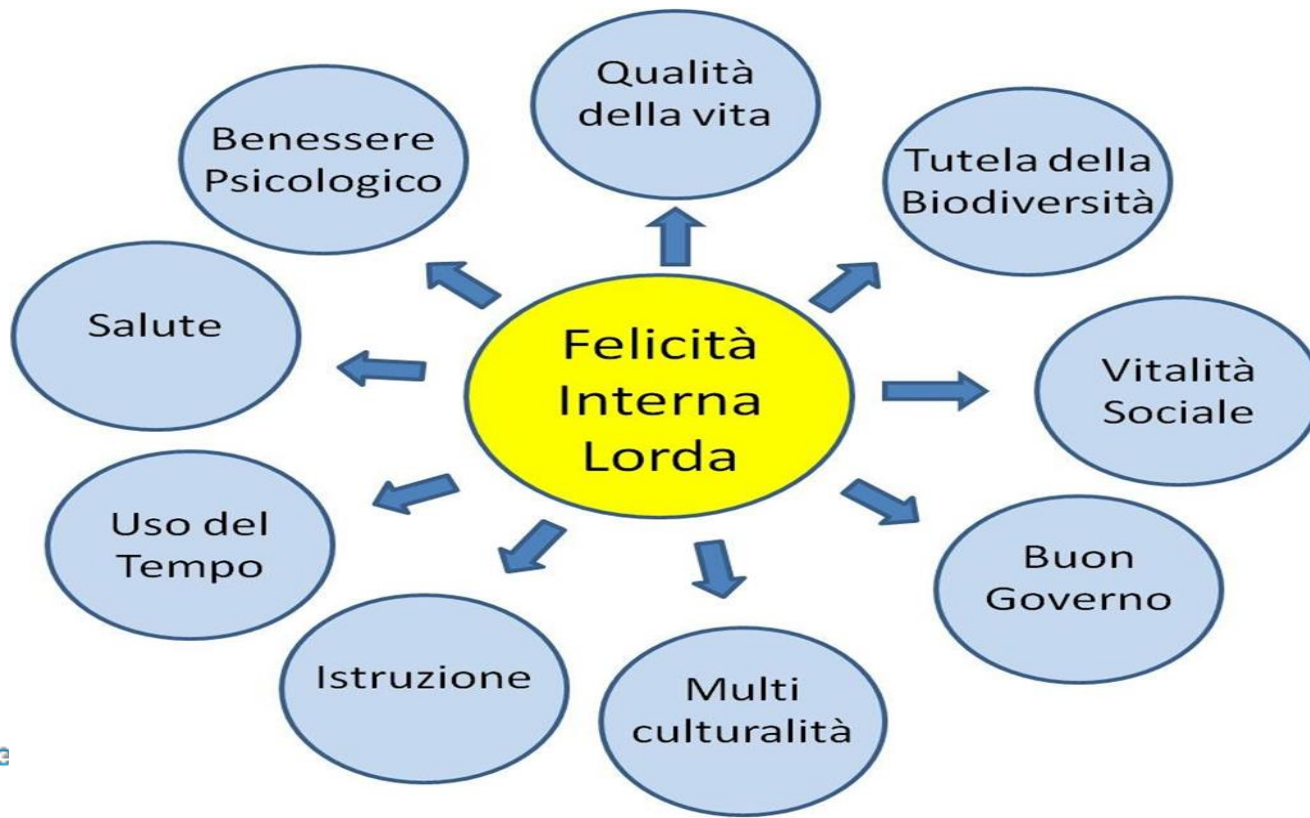 Qualità
della vita
Benessere
Psicologico
Tutela della
Biodiversità
Salute
Felicità
Interna
Lorda
Vitalità
Sociale
Uso del
Tempo
Buon
Governo
Istruzione
Multi
culturalità